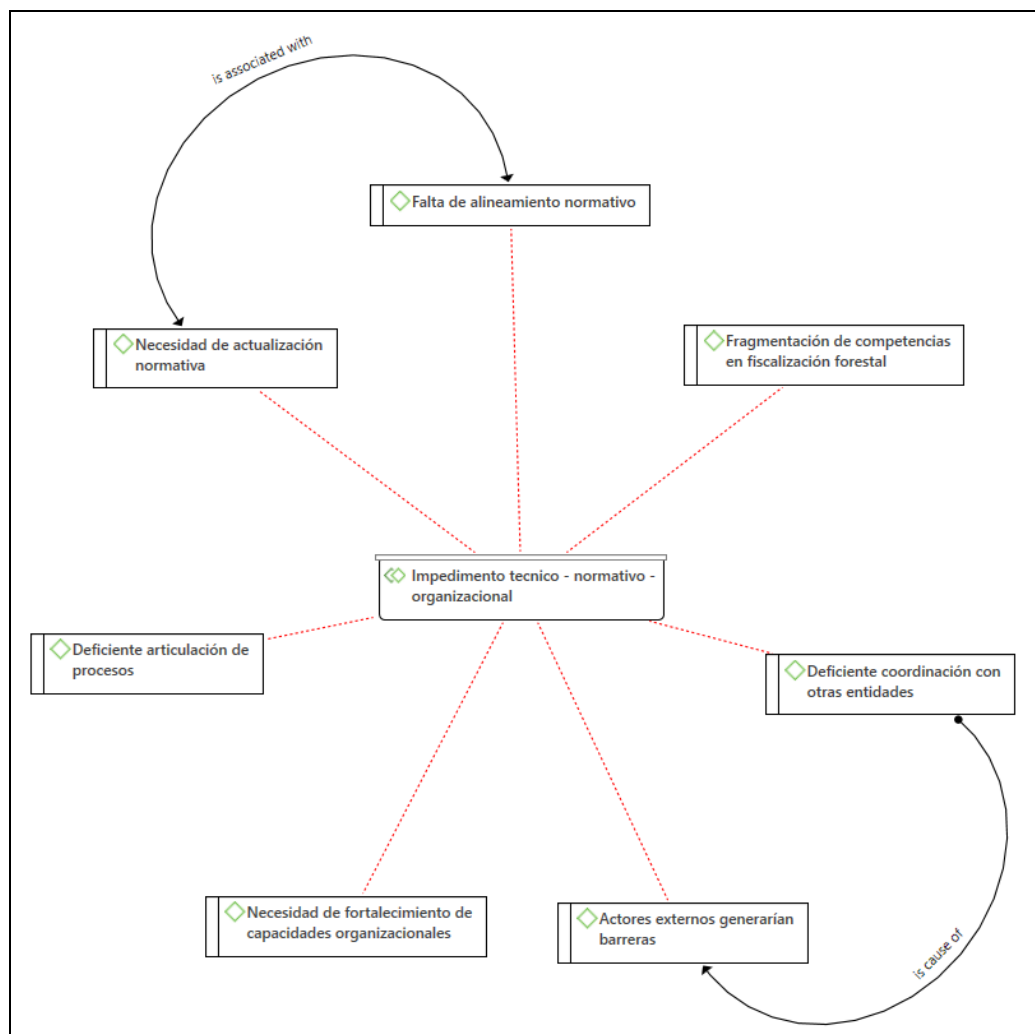 is associated with
Falta de alineamiento normativo
Necesidad de actualización
normativa
Fragmentación de competencias
en fiscalización forestal
Impedimento tecnico - normativo -
organizacional
Deficiente articulación de
procesos
Deficiente coordinación con
otras entidades
Necesidad de fortalecimiento de
capacidades organizacionales
Actores externos generarían
barreras
is cause of